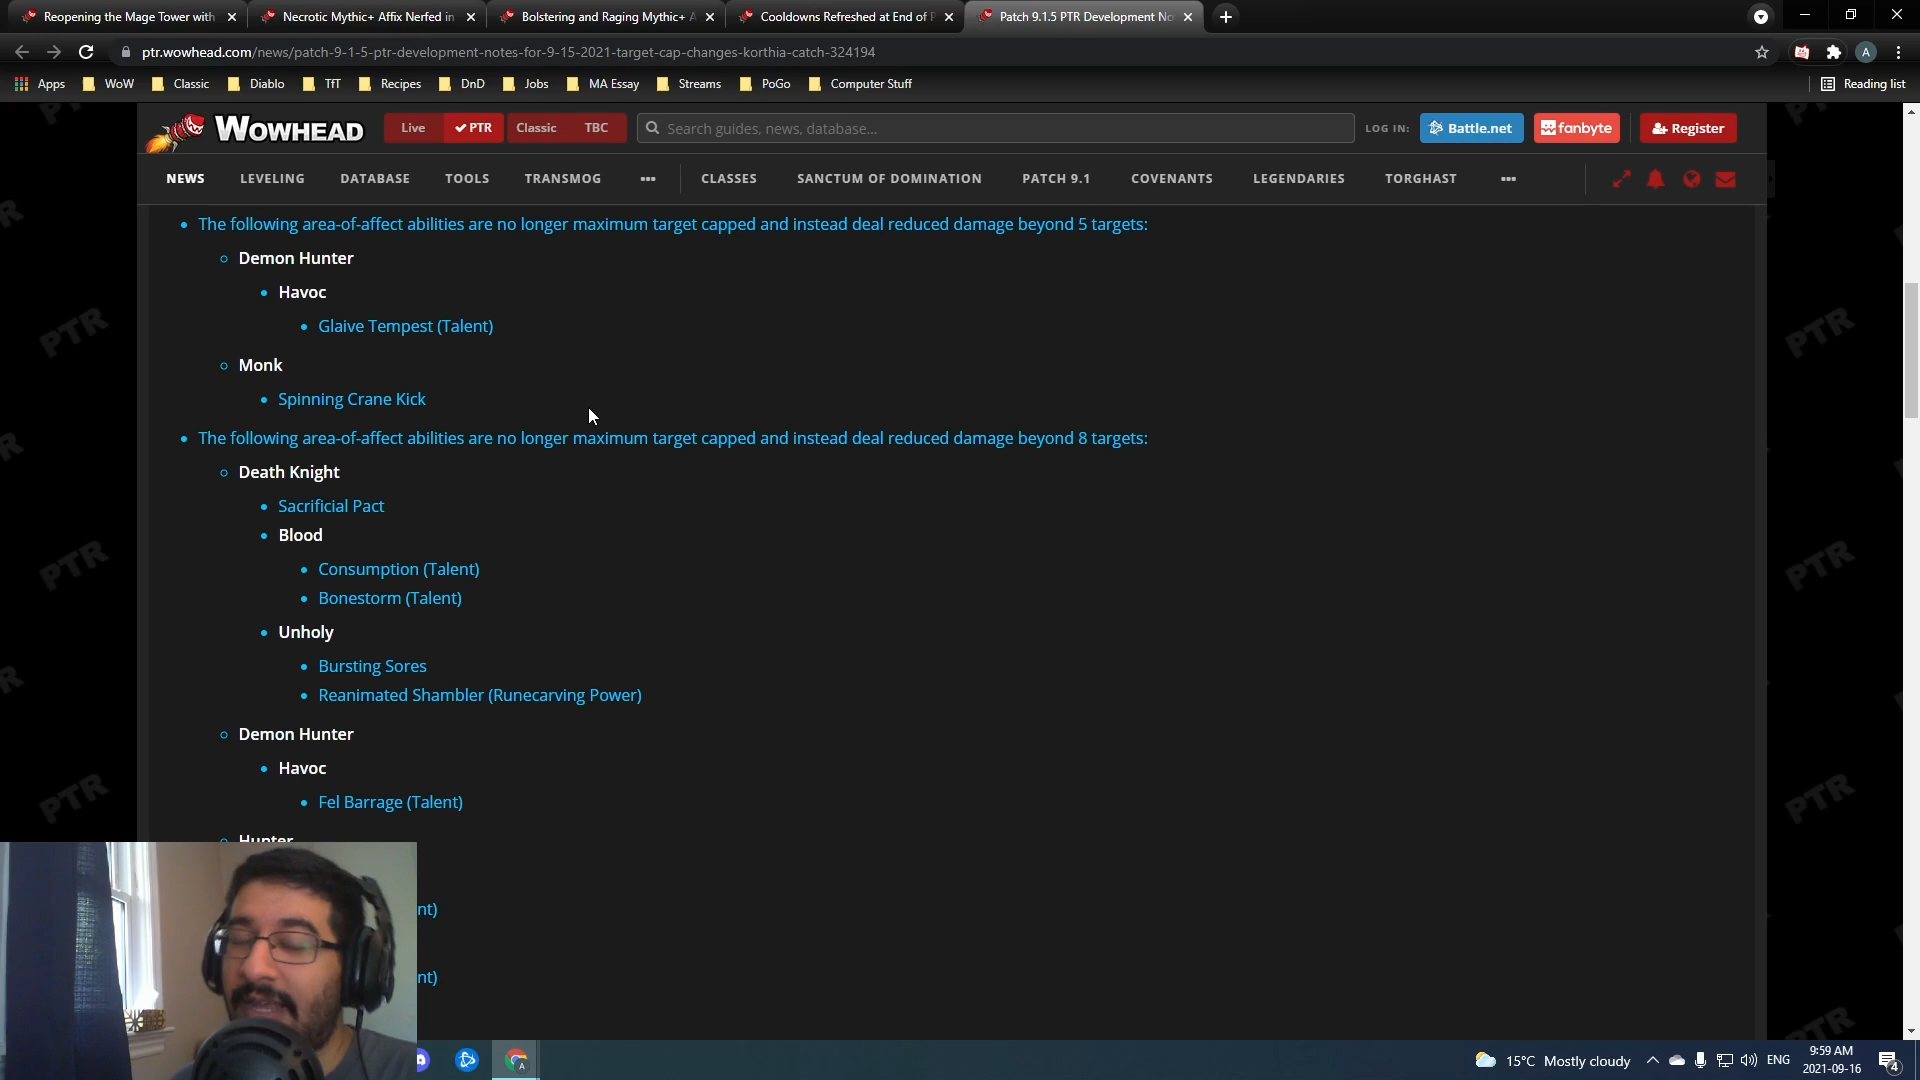 Reopening the Mage Tower with
Necrotic Mythic+ Affix Nerfed in
Bolstering and Raging Mythic+ A
Cooldowns Refreshed at End of P
Patch 9.1.5 PTR Development No
ptr.wowhead.com/news/patch-9-1-5-ptr-development-notes-for-9-15-2021-target-cap-changes-korthia-catch-324194
A
Apps
WoW
Classic
Diablo
TfT
Recipes
DnD
Jobs
MA Essay
Streams
PoGo
Computer Stuff
Reading list
WOWHEAD
Live
PTR
Classic
TBC
Search guides, news, database...
LOG IN:
Battle.net
fanbyte
Register
NEWS
LEVELING
DATABASE
TOOLS
TRANSMOG
CLASSES
SANCTUM OF DOMINATION
PATCH 9.1
COVENANTS
LEGENDARIES
TORGHAST
The following area-of-affect abilities are no longer maximum target capped and instead deal reduced damage beyond 5 targets:
Demon Hunter
Havoc
Glaive Tempest (Talent)
Monk
Spinning Crane Kick
The following area-of-affect abilities are no longer maximum target capped and instead deal reduced damage beyond 8 targets:
Death Knight
Sacrificial Pact
Blood
Consumption (Talent)
Bonestorm (Talent)
Unholy
Bursting Sores
Reanimated Shambler (Runecarving Power)
Demon Hunter
Havoc
Fel Barrage (Talent)
Hunter
nt)
nt)
PTR
PTR
PTR
PTR
PTR
PTR
PTR
15°C Mostly cloudy
ENG
9:59 AM
2021-09-16
4